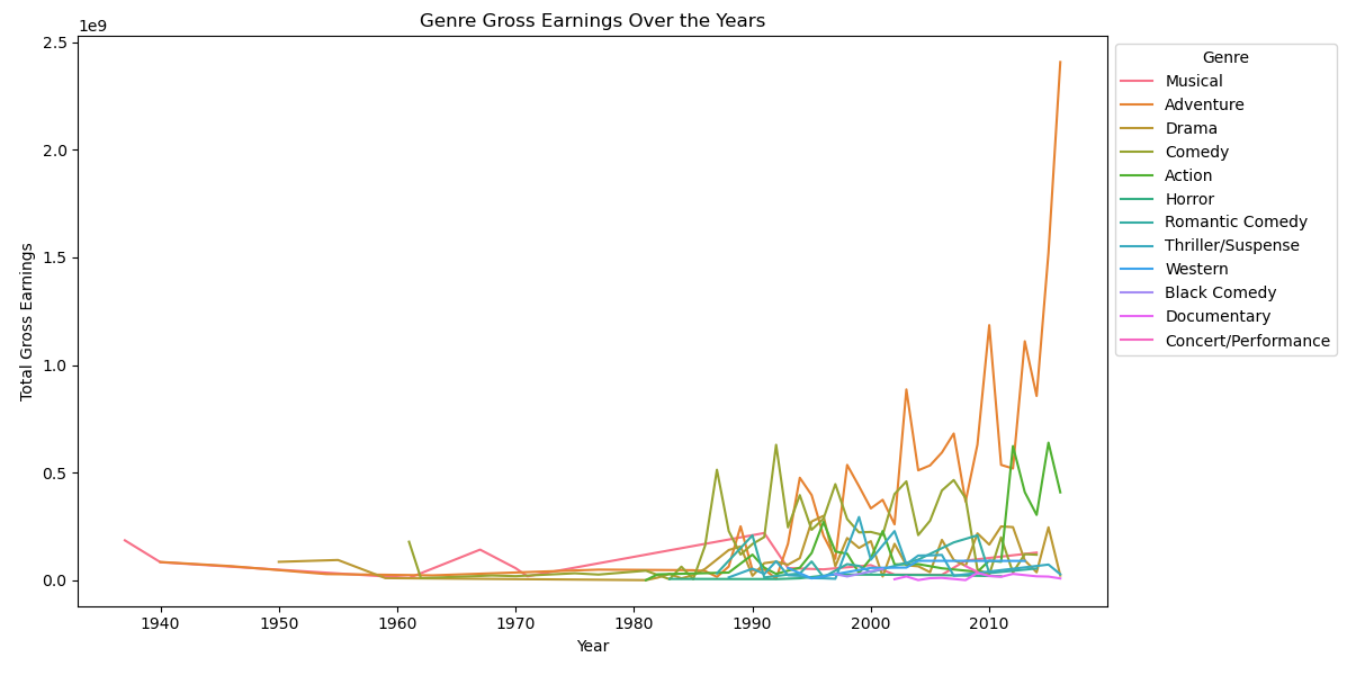 Genre Gross Earnings Over the Years
1e9
2.5
2.0
1.5
1.0
0.5
0.0
Total Gross Earnings
1940 1950 1960 1970 1980 1990 2000 2010
Year
Genre
Musical
Adventure
Drama
Comedy
Action
Horror
Romantic Comedy
Thriller/Suspense
Western
Black Comedy
Documentary
Concert/Performance